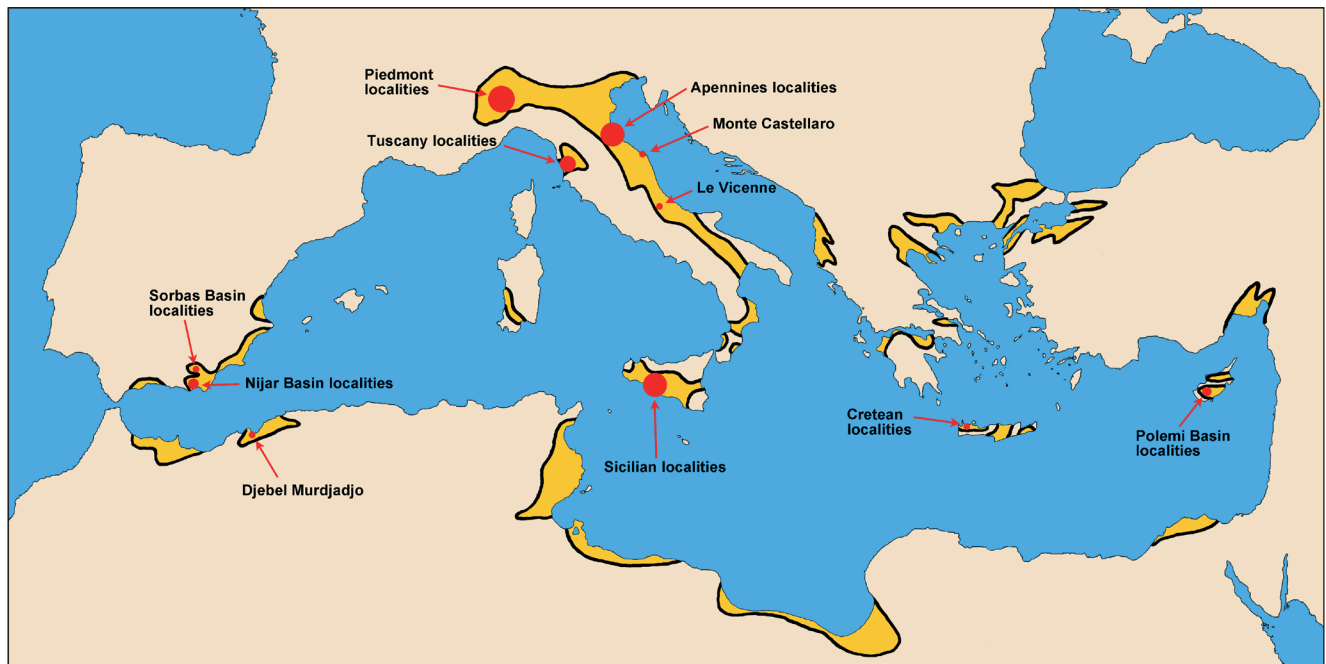 Piedmont
localities
Apennines localities
Monte Castellaro
Tuscany localities
Le Vicenne
Sorbas Basin
localities
Nijar Basin localities
Cretean
localities
Polemi Basin
localities
Sicilian localities
Djebel Murdjadjo